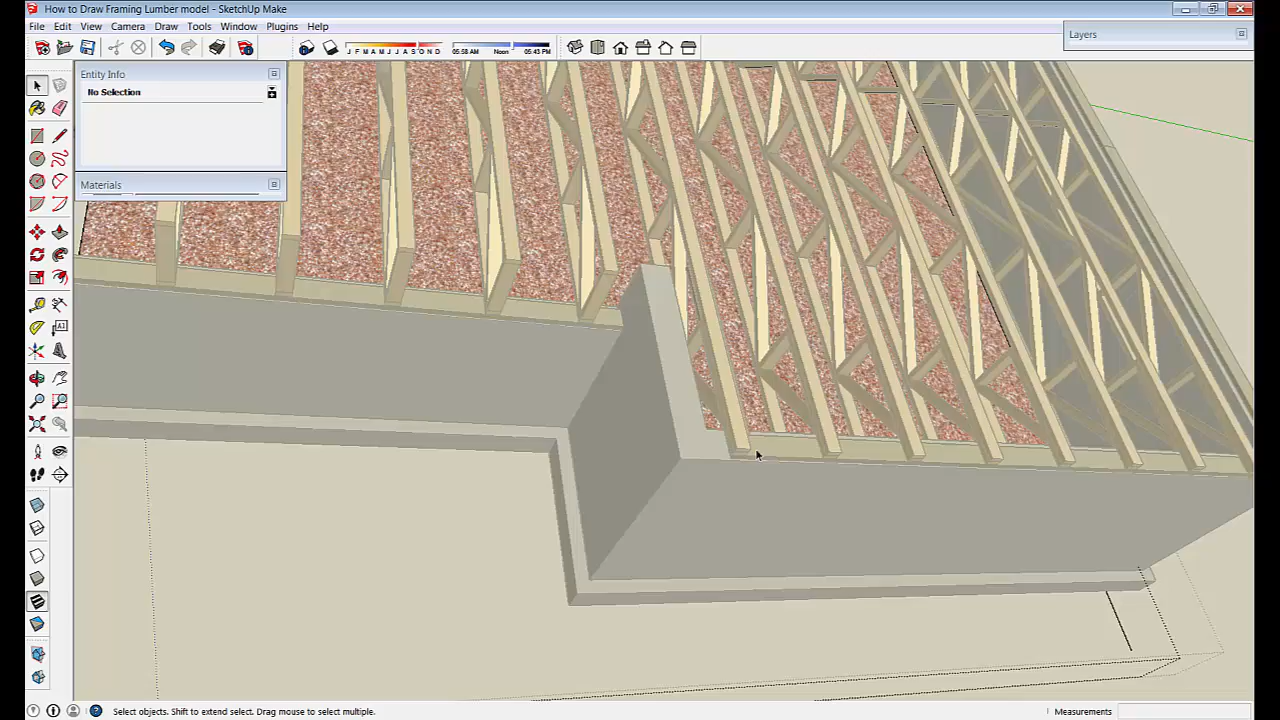 How to Draw Framing Lumber model - SketchUp Make
File Edit View Camera Draw Tools Window Plugins Help
J F M A M J J A S O N D 05:58 AM Noon 05:43 PM
Layers
Entity Info
No Selection
Materials
Select objects. Shift to extend select. Drag mouse to select multiple.
Measurements